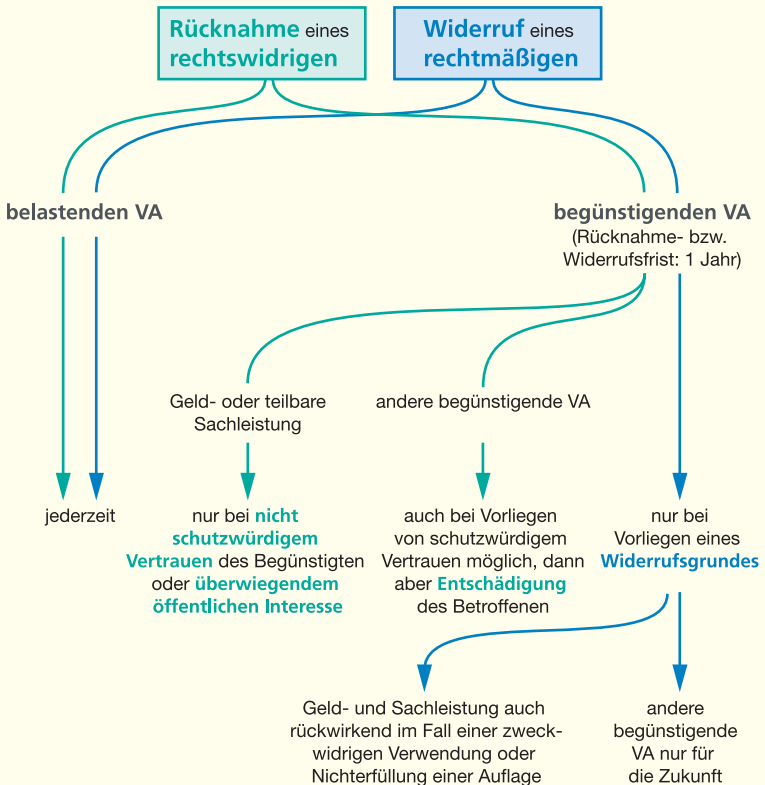 Rücknahme eines
rechtswidrigen
Widerruf eines
rechtmäßigen
belastenden VA
begünstigenden VA
(Rücknahme- bzw.
Widerrufsfrist: 1 Jahr)
Geld- oder teilbare
Sachleistung
andere begünstigende VA
jederzeit
nur bei nicht
schutzwürdigem
Vertrauen des Begünstigten
oder überwiegendem
öffentlichen Interesse
auch bei Vorliegen
von schutzwürdigem
Vertrauen möglich, dann
aber Entschädigung
des Betroffenen
nur bei
Vorliegen eines
Widerrufsgrundes
Geld- und Sachleistung auch
rückwirkend im Fall einer zweck-
widrigen Verwendung oder
Nichterfüllung einer Auflage
andere
begünstigende
VA nur für
die Zukunft